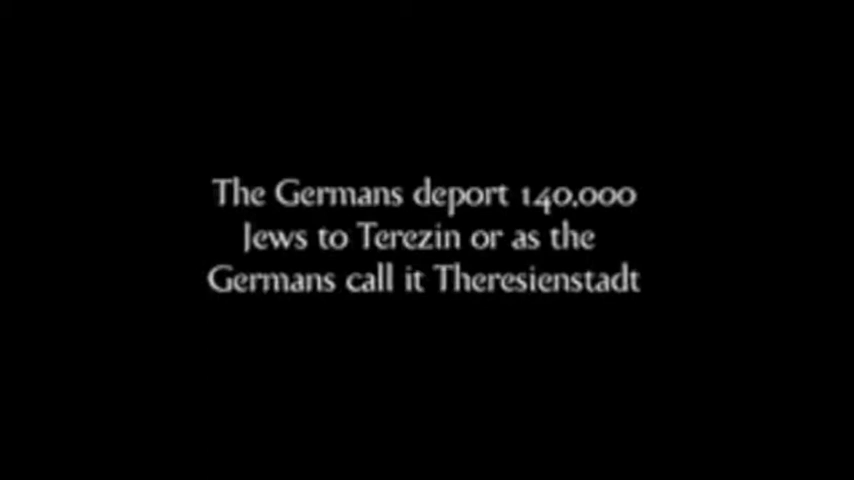 The Germans deport 140.000
Jews to Terezin or as the
Germans call it Theresienstadt